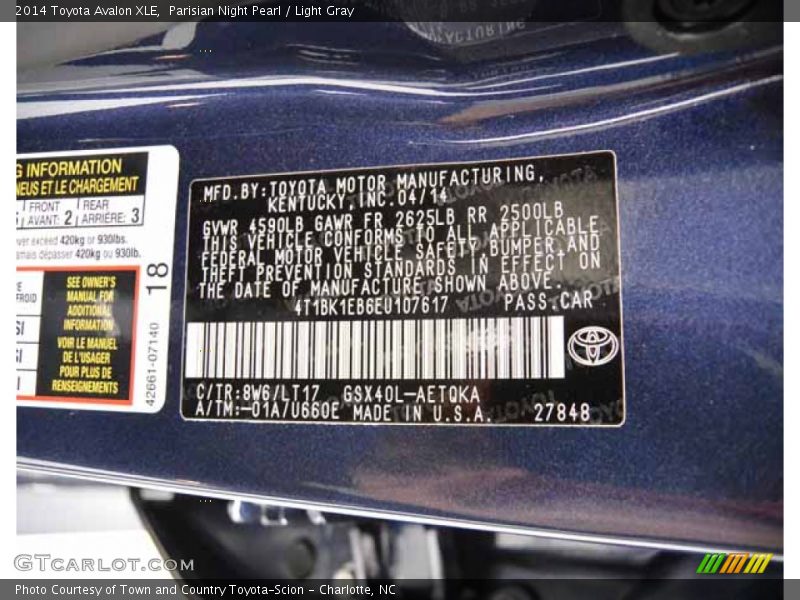 2014 Toyota Avalon XLE,  Parisian Night Pearl / Light Gray
G INFORMATION
NEUS ET LE CHARGEMENT
FRONT
AVANT: 2
REAR
ARRIÈRE: 3
ver exceed 420kg or 930lbs.
amais dépasser 420kg ou 930lb.
SEE OWNER'S
MANUAL FOR
ADDITIONAL
INFORMATION
VOIR LE MANUEL
DE L'USAGER
POUR PLUS DE
RENSEIGNEMENTS
42661-07140
18
MFD.BY:TOYOTA MOTOR MANUFACTURING,
KENTUCKY,INC.04/14
GVWR 4590LB GAWR FR 2625LB RR 2500LB
THIS VEHICLE CONFORMS TO ALL APPLICABLE
FEDERAL MOTOR VEHICLE SAFETY,BUMPER AND
THEFT PREVENTION STANDARDS IN EFFECT ON
THE DATE OF MANUFACTURE SHOWN ABOVE.
4T1BK1EB6EU107617 PASS.CAR
C/TR:8W6/LT17 GSX40L-AETQKA
A/TM:-01A/U660E MADE IN U.S.A. 27848
GTcarlot.com
Photo Courtesy of Town and Country Toyota-Scion - Charlotte, NC